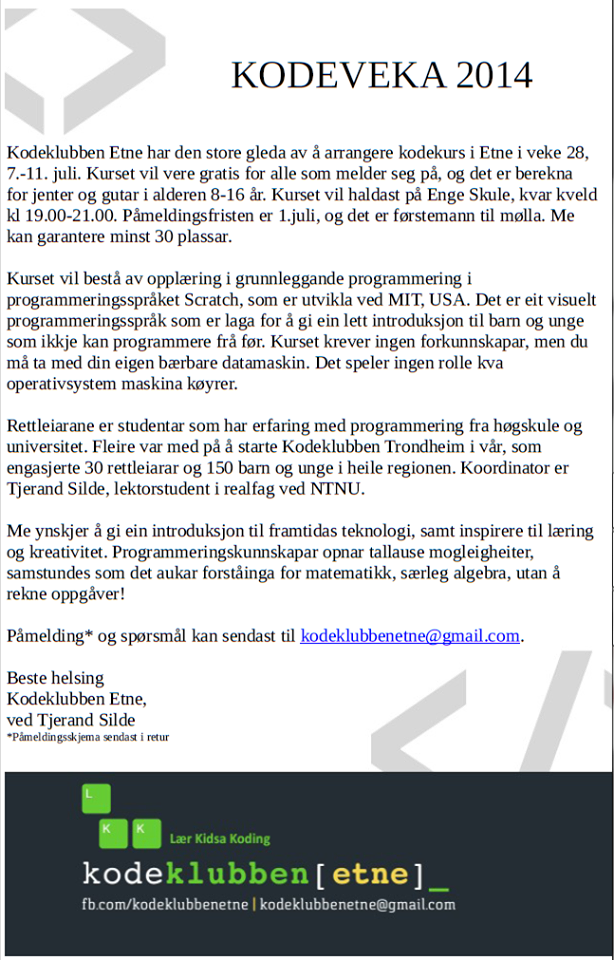 KODEVEKA 2014
Kodeklubben Etne har den store gleda av å arrangere kodekurs i Etne i veke 28,
7.-11. juli. Kurset vil vere gratis for alle som melder seg på, og det er berekna
for jenter og gutar i alderen 8-16 år. Kurset vil haldast på Enge Skule, kvar kveld
kl 19.00-21.00. Påmeldingsfristen er 1.juli, og det er førstemann til mølla. Me
kan garantere minst 30 plassar.
Kurset vil bestå av opplæring i grunnleggande programmering i
programmeringsspråket Scratch, som er utvikla ved MIT, USA. Det er eit visuelt
programmeringsspråk som er laga for å gi ein lett introduksjon til barn og unge
som ikkje kan programmere frå før. Kurset krever ingen forkunnskapar, men du
må ta med din eigen bærbare datamaskin. Det speler ingen rolle kva
operativsystem maskina køyrer.
Rettleiarane er studentar som har erfaring med programmering fra høgskule og
universitet. Fleire var med på å starte Kodeklubben Trondheim i vår, som
engasjerte 30 rettleiarar og 150 barn og unge i heile regionen. Koordinator er
Tjerand Silde, lektorstudent i realfag ved NTNU.
Me ynskjer å gi ein introduksjon til framtidas teknologi, samt inspirere til læring
og kreativitet. Programmeringskunnskapar opnar tallause mogleigheiter,
samstundes som det aukar forståinga for matematikk, særleg algebra, utan å
rekne oppgåver!
Påmelding* og spørsmål kan sendast til kodeklubbenetne@gmail.com.
Beste helsing
Kodeklubben Etne,
ved Tjerand Silde
*Påmeldingsskjema sendast i retur
L
K K Lær Kidsa Koding
kodeklubben[etne]_
fb.com/kodeklubbenetne | kodeklubbenetne@gmail.com